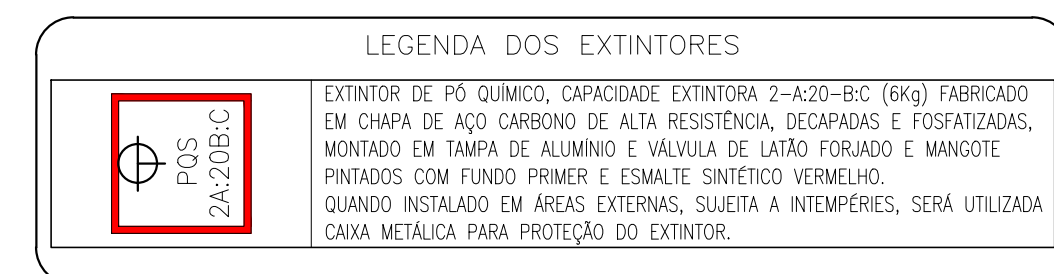 LEGENDA DOS EXTINTORES
PQS
2A:20B:C
EXTINTOR DE PÓ QUÍMICO, CAPACIDADE EXTINTORA 2-A:20-B:C (6Kg) FABRICADO
EM CHAPA DE AÇO CARBONO DE ALTA RESISTÊNCIA, DECAPADAS E FOSFATIZADAS,
MONTADO EM TAMPA DE ALUMÍNIO E VÁLVULA DE LATÃO FORJADO E MANGOTE
PINTADOS COM FUNDO PRIMER E ESMALTE SINTÉTICO VERMELHO.
QUANDO INSTALADO EM ÁREAS EXTERNAS, SUJEITA A INTEMPÉRIES, SERÁ UTILIZADA
CAIXA METÁLICA PARA PROTEÇÃO DO EXTINTOR.